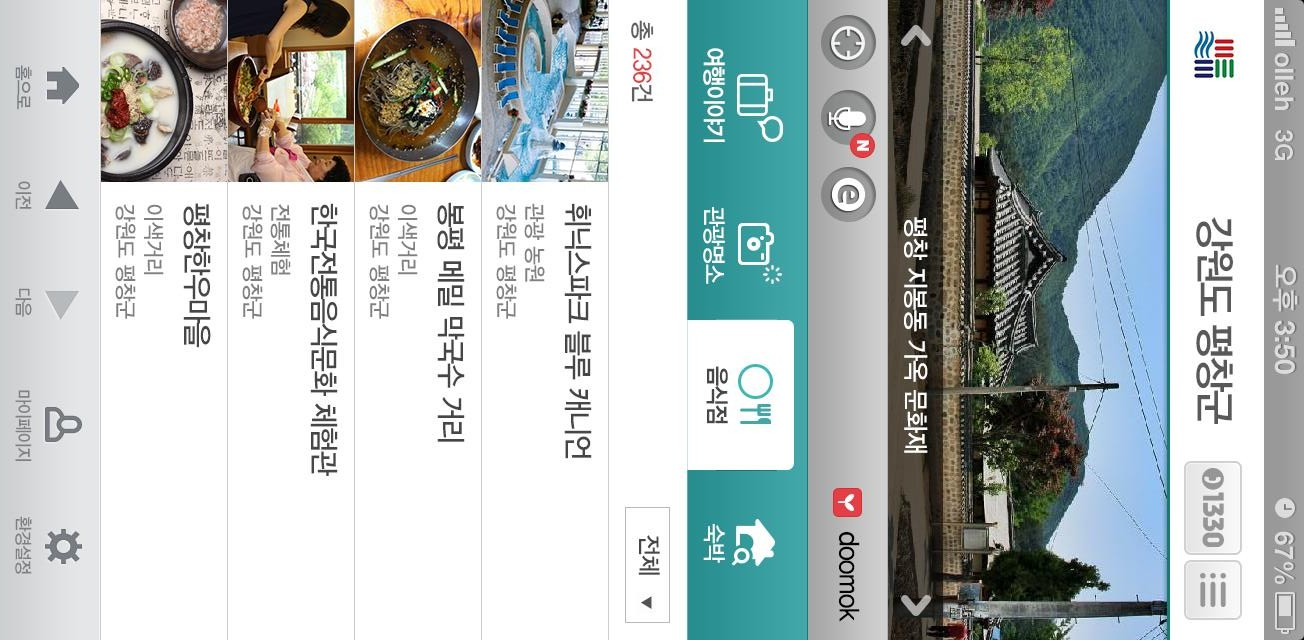 olleh 3G 오후 3:50 67%
강원도 평창군
1330
평창 지봉동 가옥 문화재
N
e
doomok
여행이야기
관광명소
음식점
숙박
총 236건
전체 ▼
휘닉스파크 블루 캐니언
관광 농원
강원도 평창군
봉평 메밀 막국수 거리
이색거리
강원도 평창군
한국전통음식문화 체험관
전통체험
강원도 평창군
평창한우마을
이색거리
강원도 평창군
홈으로
이전
다음
마이페이지
환경설정